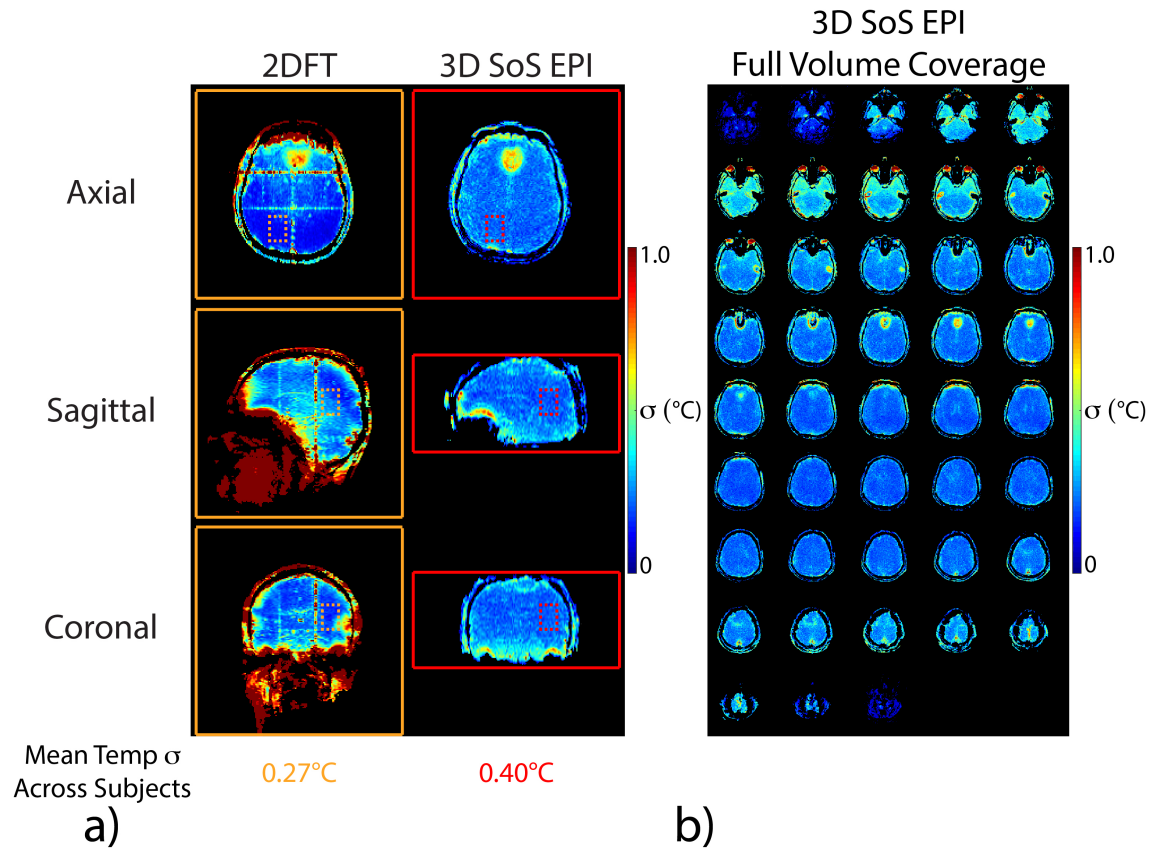 2DFT
3D SoS EPI
3D SoS EPI
Full Volume Coverage
Axial
Sagittal
Coronal
1.0
σ (°C)
0
1.0
σ (°C)
0
Mean Temp σ
Across Subjects
0.27°C
0.40°C
a)
b)